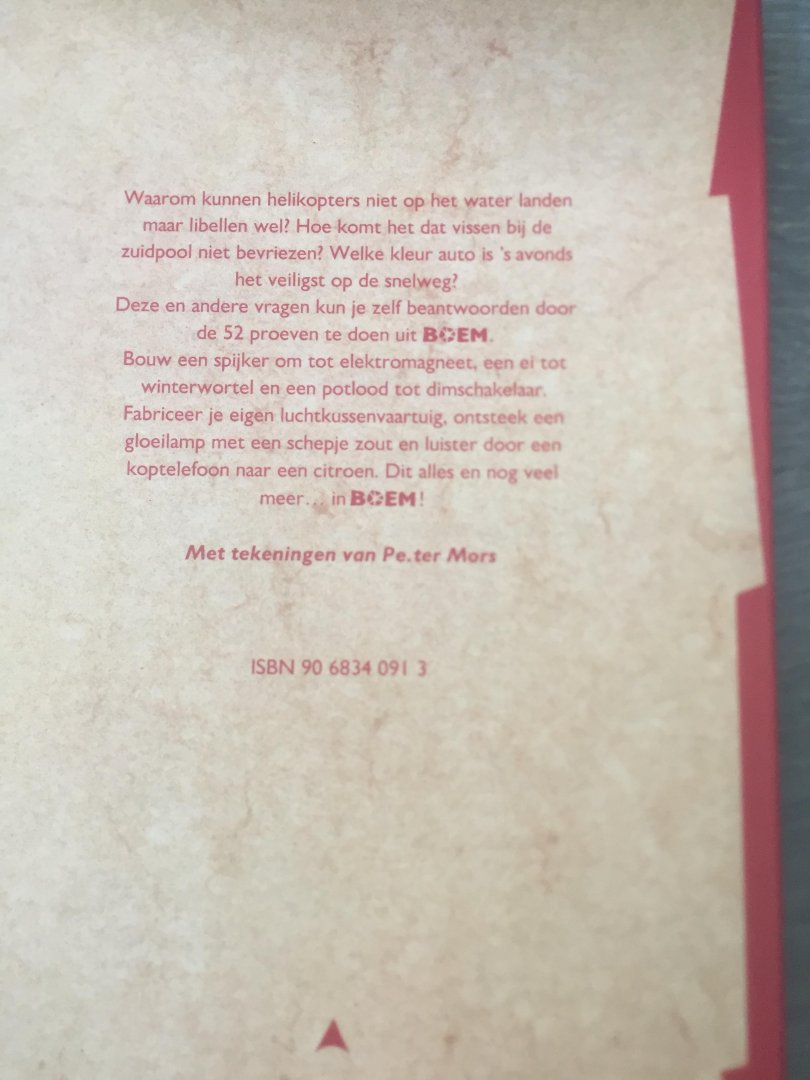 Waarom kunnen helikopters niet op het water landen
maar libellen wel? Hoe komt het dat vissen bij de
zuidpool niet bevriezen? Welke kleur auto is 's avonds
het veiligst op de snelweg?
Deze en andere vragen kun je zelf beantwoorden door
de 52 proeven te doen uit BOEM.
Bouw een spijker om tot elektromagneet, een ei tot
winterwortel en een potlood tot dimschakelaar.
Fabriceer je eigen luchtkussenvaartuig, ontsteek een
gloeilamp met een schepje zout en luister door een
koptelefoon naar een citroen. Dit alles en nog veel
meer... in BOEM!
Met tekeningen van Pe.ter Mors
ISBN 90 6834 091 3